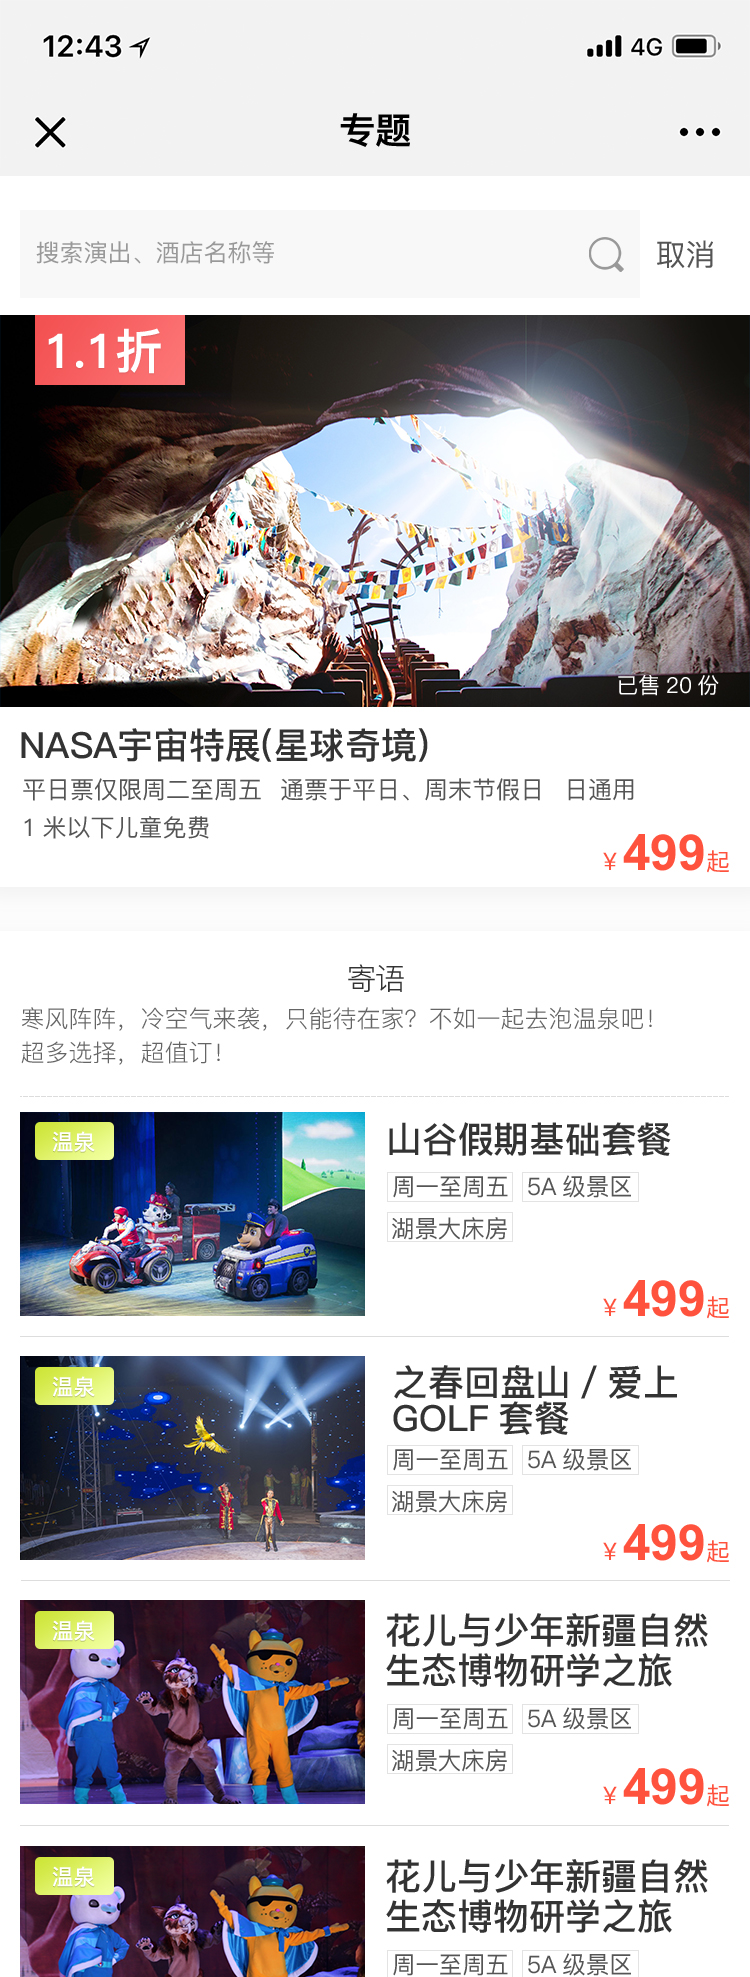 12:43
4G
专题
搜索演出、酒店名称等
取消
1.1折
已售 20 份
NASA宇宙特展(星球奇境)
平日票仅限周二至周五 通票于平日、周末节假日 日通用
1 米以下儿童免费
¥ 499起
寄语
寒风阵阵，冷空气来袭，只能待在家？不如一起去泡温泉吧！
超多选择，超值订！
温泉
山谷假期基础套餐
周一至周五 5A 级景区
湖景大床房
¥ 499起
温泉
之春回盘山 / 爱上
GOLF 套餐
周一至周五 5A 级景区
湖景大床房
¥ 499起
温泉
花儿与少年新疆自然
生态博物研学之旅
周一至周五 5A 级景区
湖景大床房
¥ 499起
温泉
花儿与少年新疆自然
生态博物研学之旅
周一至周五 5A 级景区